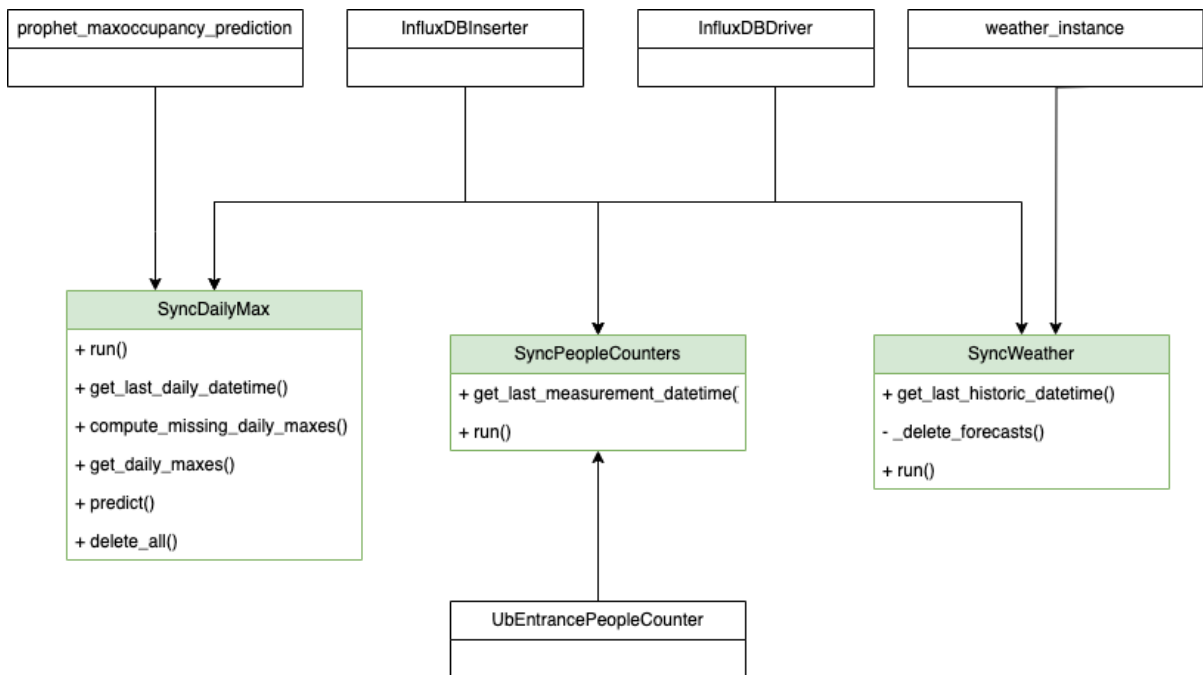 prophet_maxoccupancy_prediction
InfluxDBInserter
InfluxDBDriver
weather_instance
SyncDailyMax
+ run()
+ get_last_daily_datetime()
+ compute_missing_daily_maxes()
+ get_daily_maxes()
+ predict()
+ delete_all()
SyncPeopleCounters
+ get_last_measurement_datetime(
+ run()
SyncWeather
+ get_last_historic_datetime()
- _delete_forecasts()
+ run()
UbEntrancePeopleCounter